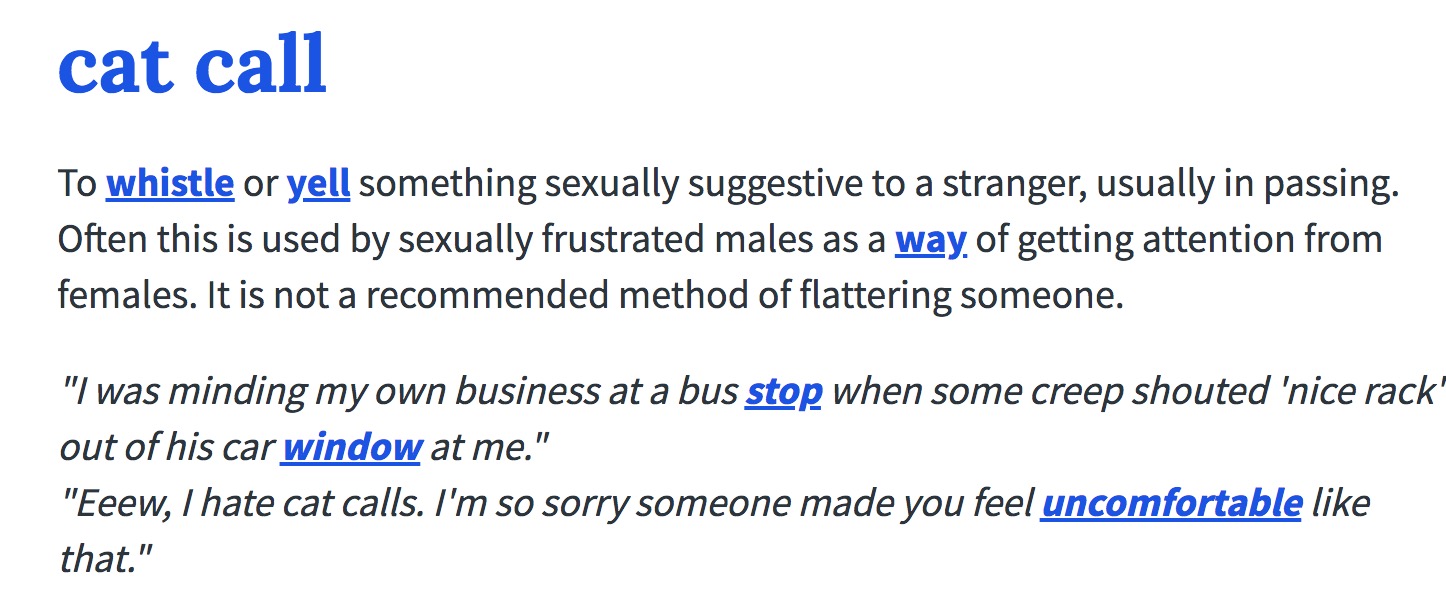 cat call
To whistle or yell something sexually suggestive to a stranger, usually in passing.
Often this is used by sexually frustrated males as a way of getting attention from
females. It is not a recommended method of flattering someone.
"I was minding my own business at a bus stop when some creep shouted 'nice rack'
out of his car window at me."
"Eeew, I hate cat calls. I'm so sorry someone made you feel uncomfortable like
that."